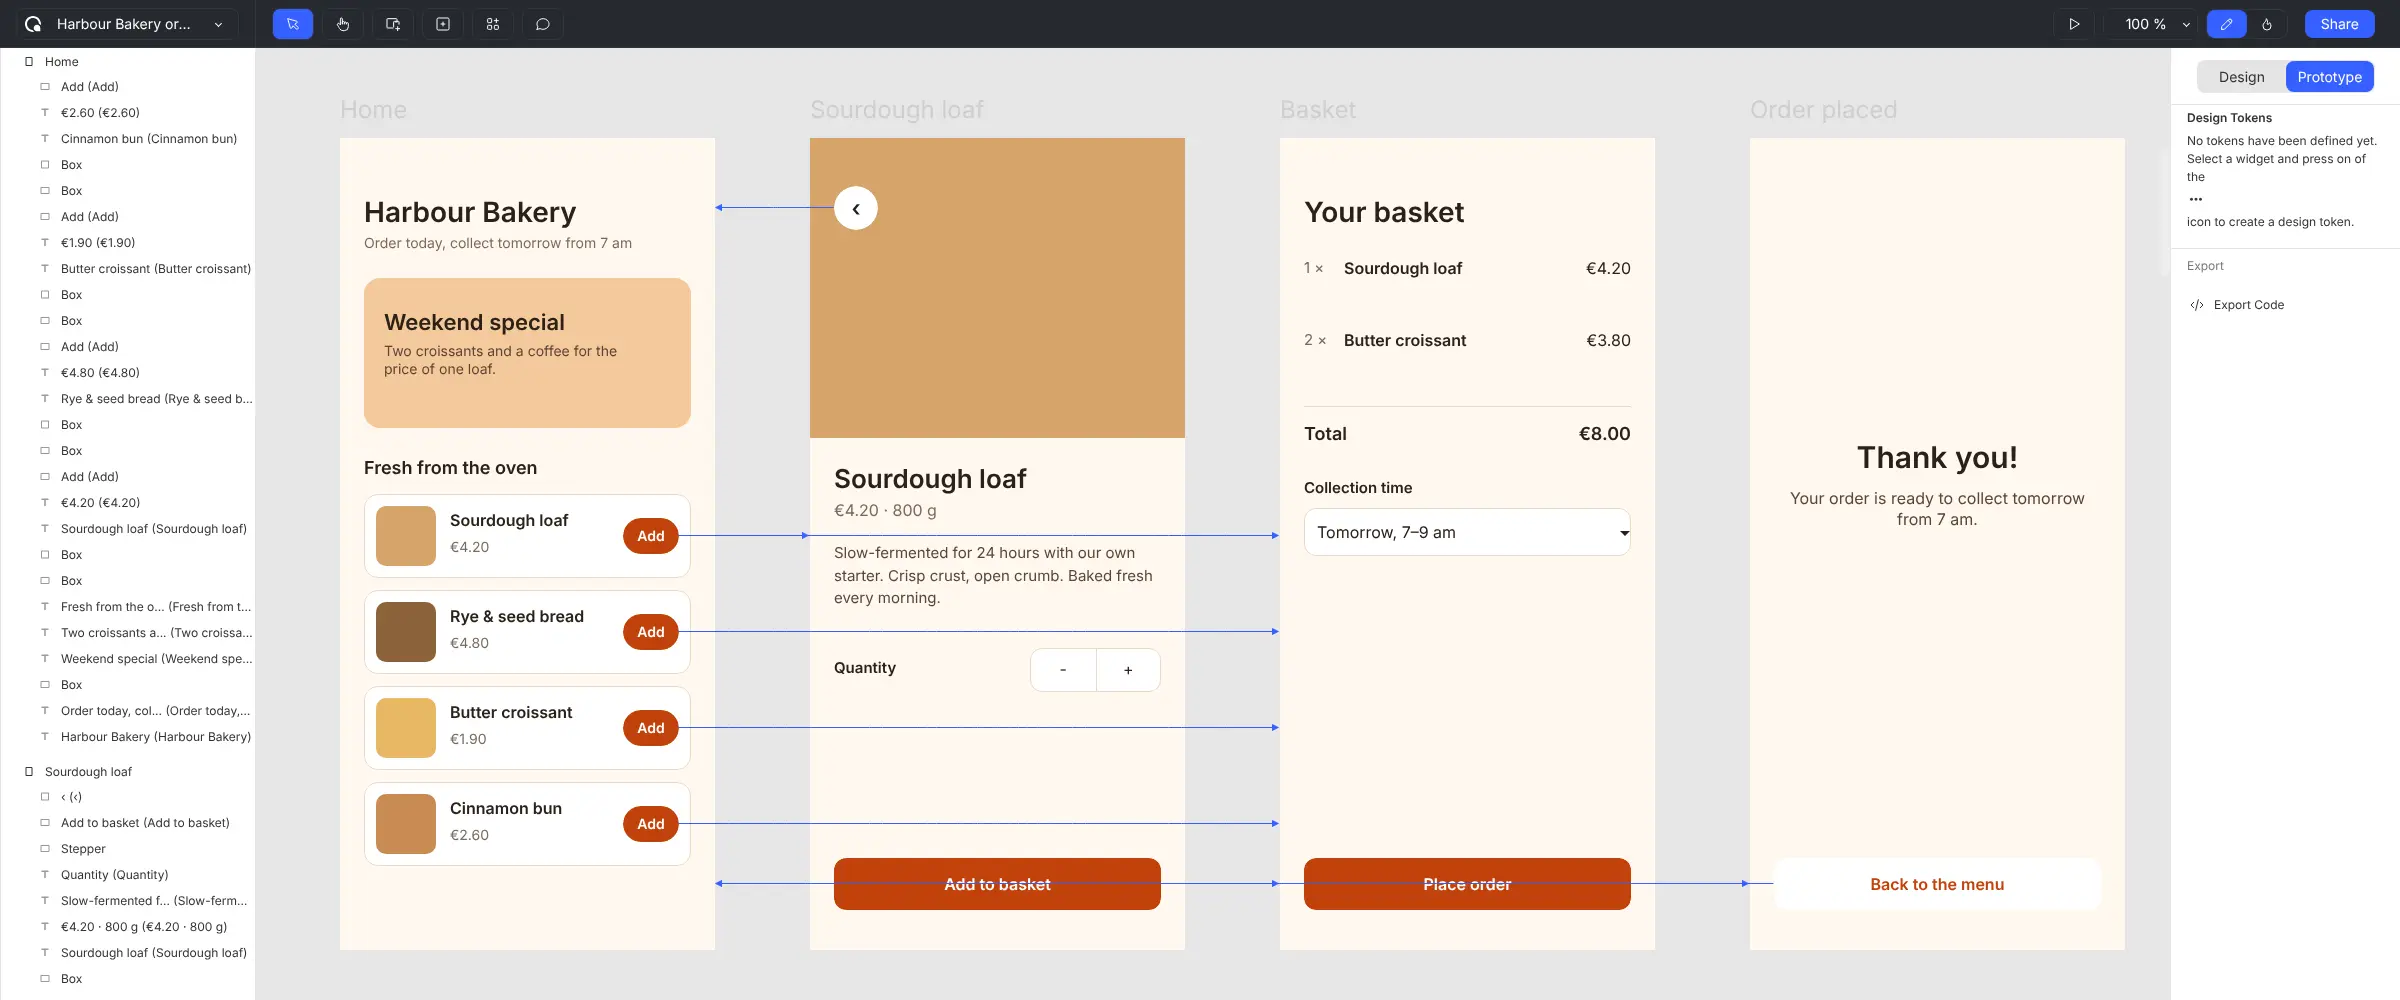 Harbour Bakery or...
100 %
Share
Home
Add (Add)
€2.60 (€2.60)
Cinnamon bun (Cinnamon bun)
Box
Box
Add (Add)
€1.90 (€1.90)
Butter croissant (Butter croissant)
Box
Box
Add (Add)
€4.80 (€4.80)
Rye & seed bread (Rye & seed b...
Box
Box
Add (Add)
€4.20 (€4.20)
Sourdough loaf (Sourdough loaf)
Box
Box
Fresh from the o... (Fresh from t...
Two croissants a... (Two croissa...
Weekend special (Weekend spe...
Box
Order today, col... (Order today,...
Harbour Bakery (Harbour Bakery)
Sourdough loaf
‹ (‹)
Add to basket (Add to basket)
Stepper
Quantity (Quantity)
Slow-fermented f... (Slow-ferm...
€4.20 · 800 g (€4.20 · 800 g)
Sourdough loaf (Sourdough loaf)
Box
Home
Harbour Bakery
Order today, collect tomorrow from 7 am
Weekend special
Two croissants and a coffee for the
price of one loaf.
Fresh from the oven
Sourdough loaf
€4.20
Add
Rye & seed bread
€4.80
Add
Butter croissant
€1.90
Add
Cinnamon bun
€2.60
Add
Sourdough loaf
‹
Sourdough loaf
€4.20 · 800 g
Slow-fermented for 24 hours with our own
starter. Crisp crust, open crumb. Baked fresh
every morning.
Quantity
- +
Add to basket
Basket
Your basket
1 × Sourdough loaf €4.20
2 × Butter croissant €3.80
Total €8.00
Collection time
Tomorrow, 7–9 am
Place order
Order placed
Thank you!
Your order is ready to collect tomorrow
from 7 am.
Back to the menu
Design Prototype
Design Tokens
No tokens have been defined yet.
Select a widget and press on of
the
•••
icon to create a design token.
Export
</> Export Code